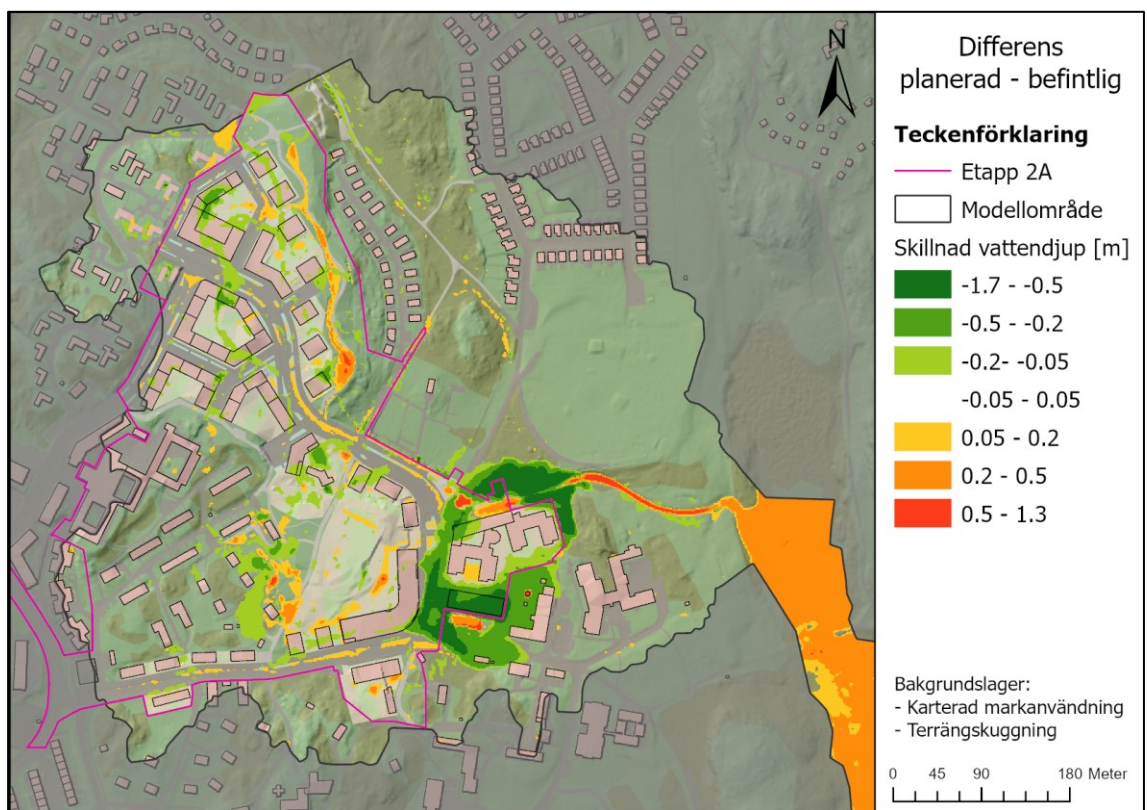 N
Differens
planerad - befintlig
Teckenförklaring
Etapp 2A
Modellområde
Skillnad vattendjup [m]
-1.7 - -0.5
-0.5 - -0.2
-0.2- -0.05
-0.05 - 0.05
0.05 - 0.2
0.2 - 0.5
0.5 - 1.3
Bakgrundslager:
- Karterad markanvändning
- Terrängskuggning
0 45 90 180 Meter